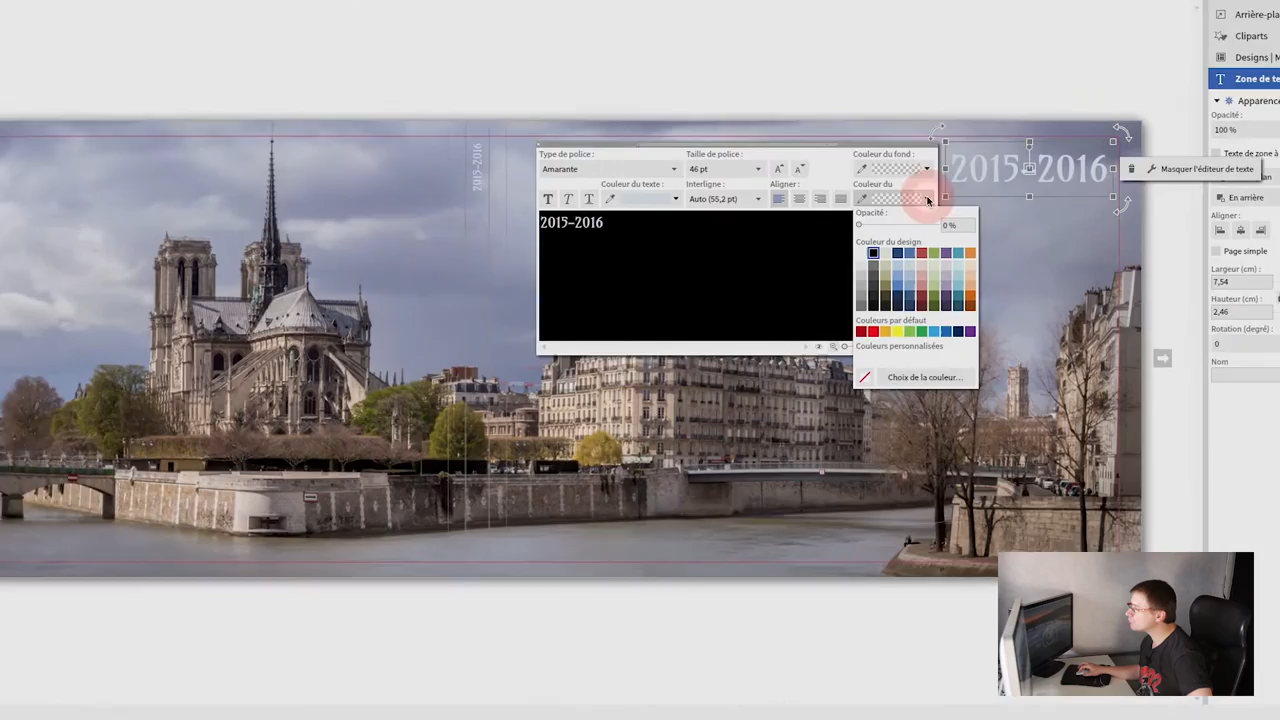 Arrière-pla
Cliparts
Designs | M
Zone de te
Apparence
Opacité :
100 %
Texte de zo
an
En arrière
Aligner :
Page simple
Largeur (cm) :
7,54
Hauteur (cm) :
2,46
Rotation (degré) :
0
Nom
2015-2016
2015-2016
Masquer l'éditeur de texte
Type de police :
Taille de police :
Couleur du fond :
Amarante
46 pt
Couleur du texte :
Interligne :
Aligner :
Couleur du
Auto (55,2 pt)
2015-2016
Opacité :
0 %
Couleur du design
Couleurs par défaut
Couleurs personnalisées
Choix de la couleur...